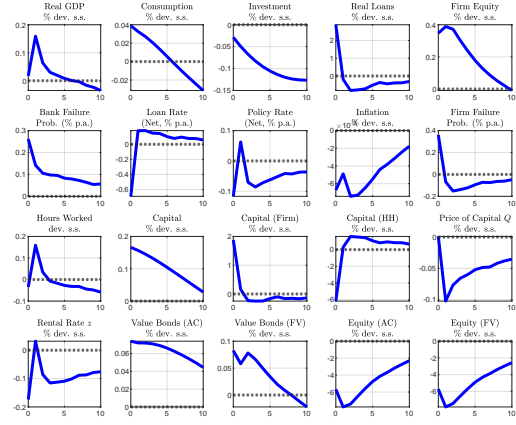 Real GDP
% dev. s.s.
Consumption
% dev. s.s.
Investment
% dev. s.s.
Real Loans
% dev. s.s.
Firm Equity
% dev. s.s.
0.2
0.1
0
0 5 10
0.04
0.02
0
-0.02
0 5 10
0
-0.05
-0.10
-0.15
0 5 10
2
0
0 5 10
0.4
0.2
0
0 5 10
Bank Failure
Prob. (% p.a.)
Loan Rate
(Net, % p.a.)
Policy Rate
(Net, % p.a.)
Inflation
% dev. s.s.
Firm Failure
Prob. (% p.a.)
0.3
0.2
0.1
0
0 5 10
0
-0.2
-0.4
-0.6
0 5 10
0.1
0
-0.1
0 5 10
0
-2
-4
-6
0 5 10
0.4
0.2
0
-0.2
0 5 10
Hours Worked
dev. s.s.
Capital
% dev. s.s.
Capital (Firm)
% dev. s.s.
Capital (HH)
% dev. s.s.
Price of Capital Q
% dev. s.s.
0.2
0.1
0
-0.1
0 5 10
0.2
0.1
0
0 5 10
2
1
0
0 5 10
0
-2
-4
-6
0 5 10
0
-0.05
-0.1
0 5 10
Rental Rate z
% dev. s.s.
Value Bonds (AC)
% dev. s.s.
Value Bonds (FV)
% dev. s.s.
Equity (AC)
% dev. s.s.
Equity (FV)
% dev. s.s.
0
-0.2
0 5 10
0.06
0.04
0.02
0
0 5 10
0.1
0.05
0
0 5 10
0
-2
-4
-6
0 5 10
0
-2
-4
-6
0 5 10